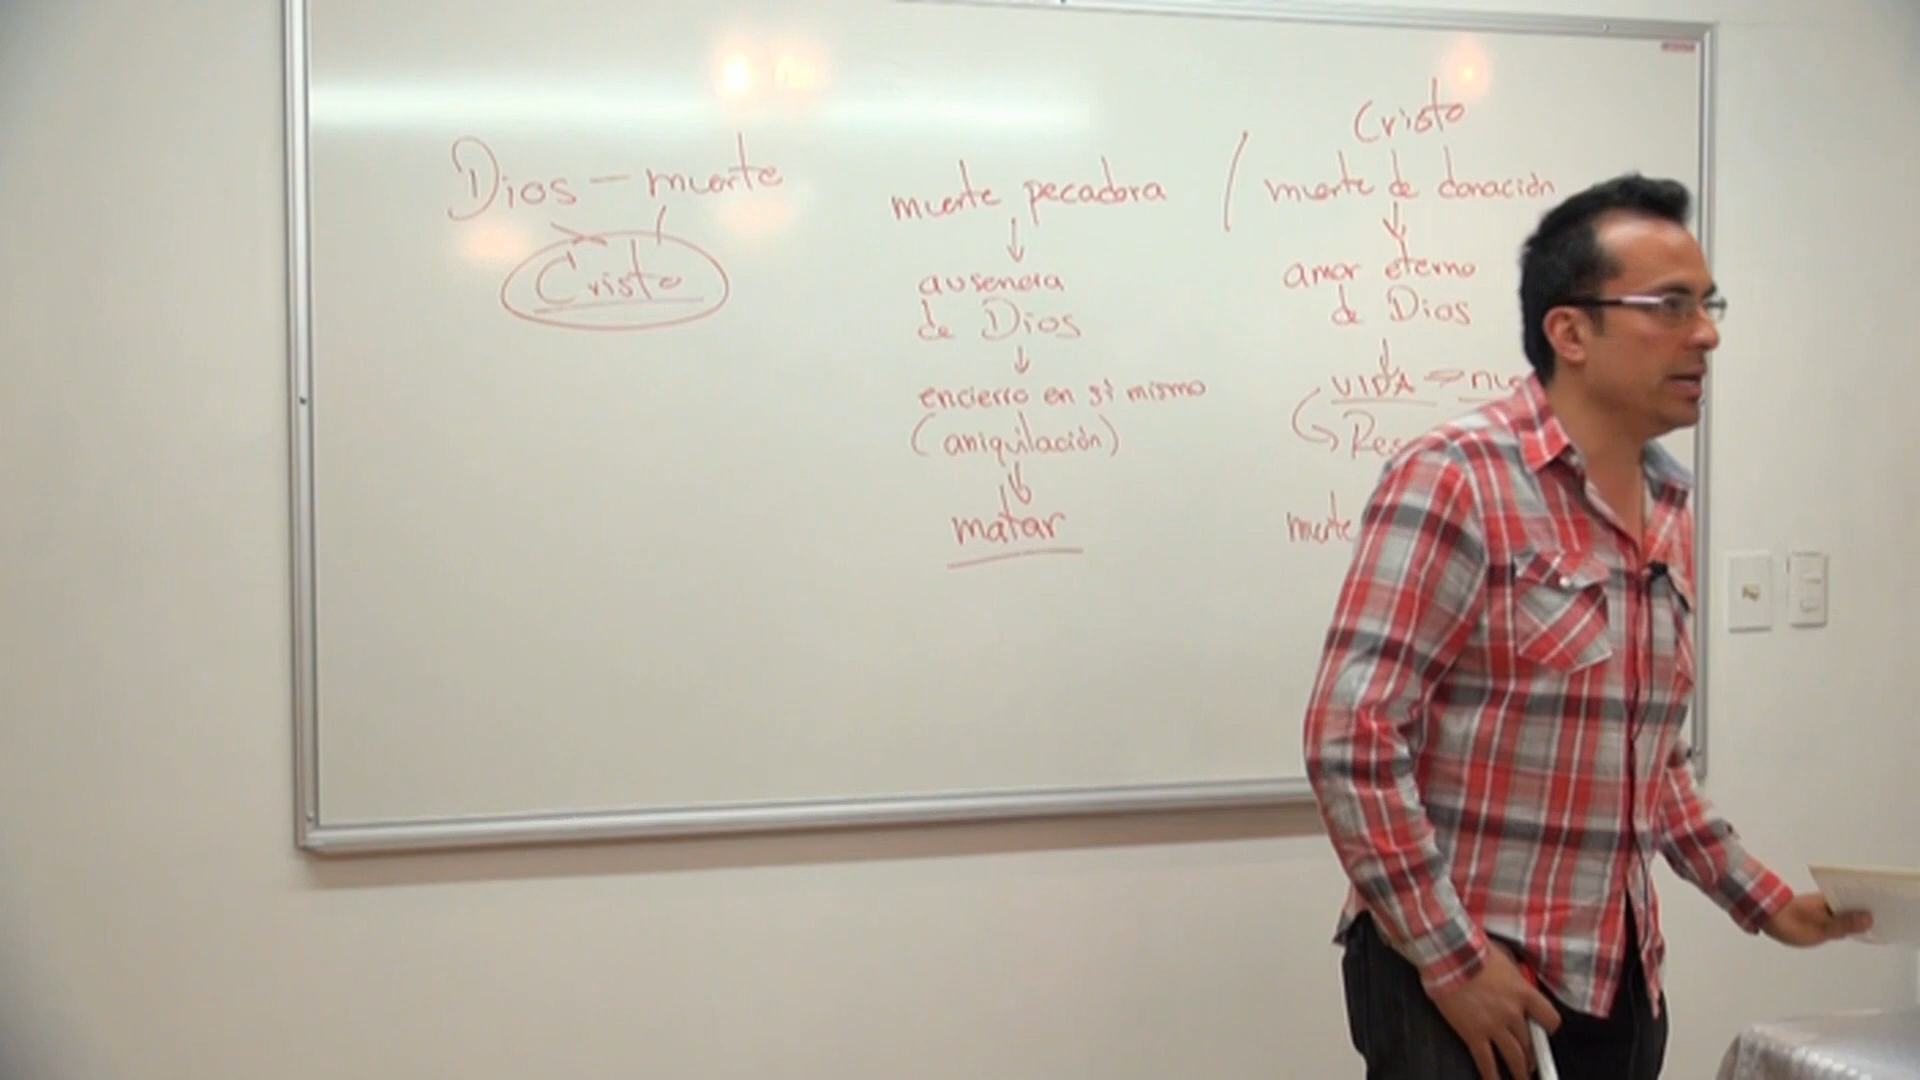 Dios - muerte
Cristo
muerte pecadora /
ausencia
de Dios
encierro en sí mismo
(aniquilación)
matar
Cristo
muerte de donación
amor eterno
de Dios
VIDA
muerte